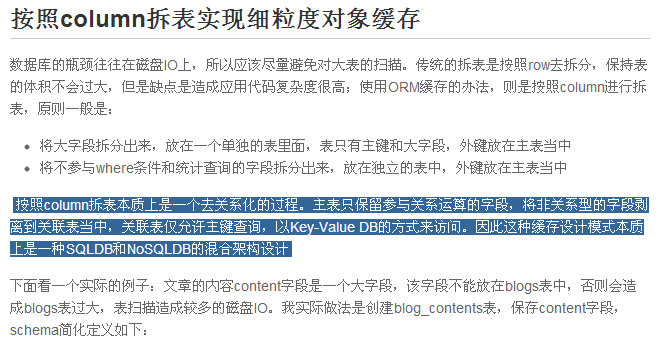 按照column拆表实现细粒度对象缓存
数据库的瓶颈往往在磁盘IO上，所以应该尽量避免对大表的扫描。传统的拆表是按照row去拆分，保持表
的体积不会过大，但是缺点是造成应用代码复杂度很高；使用ORM缓存的办法，则是按照column进行拆
表，原则一般是：
• 将大字段拆分出来，放在一个单独的表里面，表只有主键和大字段，外键放在主表当中
• 将不参与where条件和统计查询的字段拆分出来，放在独立的表中，外键放在主表当中
按照column拆表本质上是一个去关系化的过程。主表只保留参与关系运算的字段，将非关系型的字段剥
离到关联表当中，关联表仅允许主键查询，以Key-Value DB的方式来访问。因此这种缓存设计模式本质
上是一种SQLDB和NoSQLDB的混合架构设计
下面看一个实际的例子：文章的内容content字段是一个大字段，该字段不能放在blogs表中，否则会造
成blogs表过大，表扫描造成较多的磁盘IO。我实际做法是创建blog_contents表，保存content字段，
schema简化定义如下：